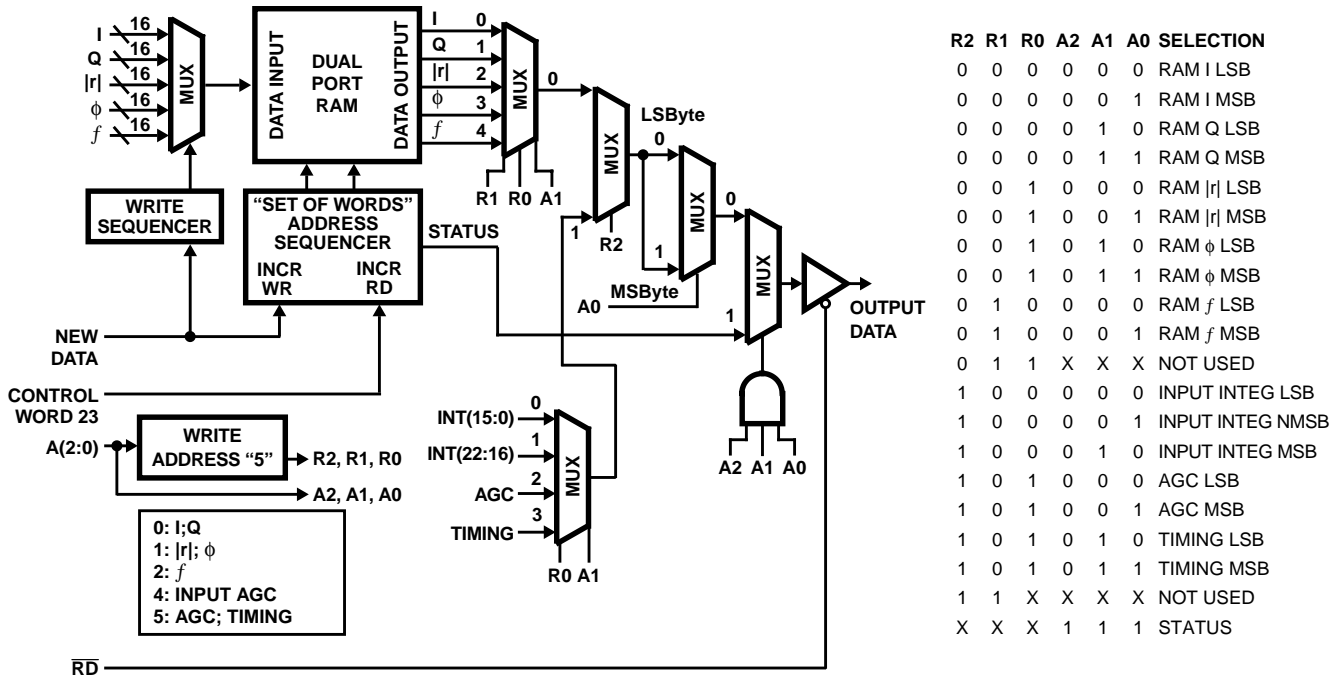 I 16
Q 16
|r| 16
ϕ 16
f 16
MUX
DATA INPUT
DUAL
PORT
RAM
DATA OUTPUT
I 0
Q 1
|r| 2
ϕ 3
f 4
MUX
R1 R0 A1
0
1
MUX
R2
LSByte
0
1
MSByte
MUX
A0
0
1
MUX
OUTPUT
DATA
A2 A1 A0
WRITE
SEQUENCER
“SET OF WORDS”
ADDRESS
SEQUENCER
INCR
WR
INCR
RD
STATUS
NEW
DATA
CONTROL
WORD 23
A(2:0)
WRITE
ADDRESS “5”
R2, R1, R0
A2, A1, A0
0: I;Q
1: |r|; ϕ
2: f
4: INPUT AGC
5: AGC; TIMING
INT(15:0) 0
INT(22:16) 1
AGC 2
TIMING 3
MUX
R0 A1
RD
R2 R1 R0 A2 A1 A0 SELECTION
0 0 0 0 0 0 RAM I LSB
0 0 0 0 0 1 RAM I MSB
0 0 0 0 1 0 RAM Q LSB
0 0 0 0 1 1 RAM Q MSB
0 0 1 0 0 0 RAM |r| LSB
0 0 1 0 0 1 RAM |r| MSB
0 0 1 0 1 0 RAM ϕ LSB
0 0 1 0 1 1 RAM ϕ MSB
0 1 0 0 0 0 RAM f LSB
0 1 0 0 0 1 RAM f MSB
0 1 1 X X X NOT USED
1 0 0 0 0 0 INPUT INTEG LSB
1 0 0 0 0 1 INPUT INTEG NMSB
1 0 0 0 1 0 INPUT INTEG MSB
1 0 1 0 0 0 AGC LSB
1 0 1 0 0 1 AGC MSB
1 0 1 0 1 0 TIMING LSB
1 0 1 0 1 1 TIMING MSB
1 1 X X X X NOT USED
X X X 1 1 1 STATUS